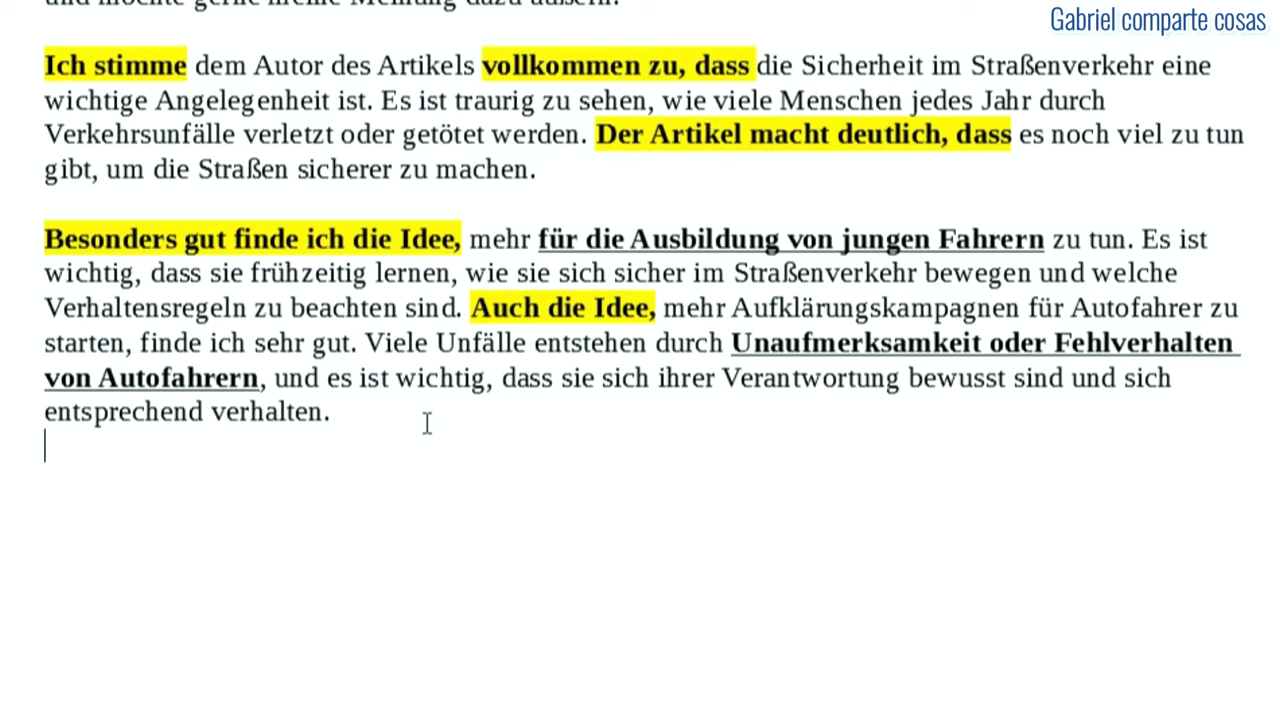 Gabriel comparte cosas
Ich stimme dem Autor des Artikels vollkommen zu, dass die Sicherheit im Straßenverkehr eine
wichtige Angelegenheit ist. Es ist traurig zu sehen, wie viele Menschen jedes Jahr durch
Verkehrsunfälle verletzt oder getötet werden. Der Artikel macht deutlich, dass es noch viel zu tun
gibt, um die Straßen sicherer zu machen.
Besonders gut finde ich die Idee, mehr für die Ausbildung von jungen Fahrern zu tun. Es ist
wichtig, dass sie frühzeitig lernen, wie sie sich sicher im Straßenverkehr bewegen und welche
Verhaltensregeln zu beachten sind. Auch die Idee, mehr Aufklärungskampagnen für Autofahrer zu
starten, finde ich sehr gut. Viele Unfälle entstehen durch Unaufmerksamkeit oder Fehlverhalten
von Autofahrern, und es ist wichtig, dass sie sich ihrer Verantwortung bewusst sind und sich
entsprechend verhalten.